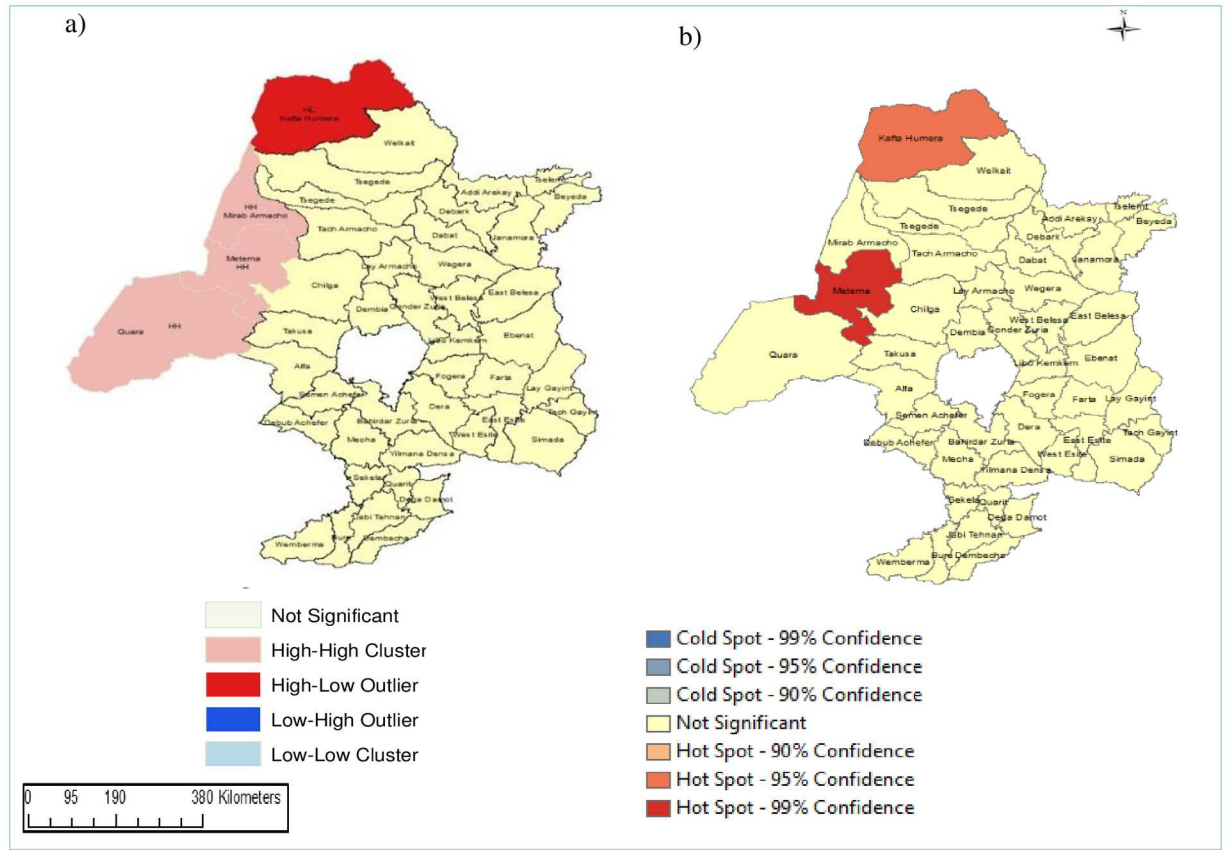 a)
HL
Kafta Humera
Welkait
Tsegede
Tsegede
Addi Arekay
Tselemt
Beyeda
HH
Mirab Armacho
Debark
Tach Armacho
Dabat
Janamora
Metema
HH
Lay Armacho
Wegera
Chilga
West Belesa
East Belesa
Dembia
Gonder Zuria
Quara
HH
Takusa
Libo Kemkem
Ebenat
Alfa
Fogera
Farta
Lay Gayint
Semen Achefer
Dera
Tach Gayint
Debub Achefer
Bahirdar Zuria
East Esite
Mecha
West Esite
Simada
Yilmana Densa
Sekela
Quarit
Dega Damot
Jabi Tehnan
Wemberma
Bure
Dembecha
Not Significant
High-High Cluster
High-Low Outlier
Low-High Outlier
Low-Low Cluster
0 95 190 380 Kilometers
b)
N
Kafta Humera
Welkait
Tsegede
Tsegede
Addi Arekay
Tselemt
Beyeda
Debark
Mirab Armacho
Tach Armacho
Dabat
Janamora
Metema
Lay Armacho
Wegera
Chilga
West Belesa
East Belesa
Dembia
Gonder Zuria
Quara
Takusa
Libo Kemkem
Ebenat
Alfa
Fogera
Farta
Lay Gayint
Semen Achefer
Dera
Tach Gayint
Debub Achefer
Bahirdar Zuria
East Esite
Mecha
West Esite
Simada
Yilmana Densa
Sekela
Quarit
Dega Damot
Jabi Tehnan
Wemberma
Bure
Dembecha
Cold Spot - 99% Confidence
Cold Spot - 95% Confidence
Cold Spot - 90% Confidence
Not Significant
Hot Spot - 90% Confidence
Hot Spot - 95% Confidence
Hot Spot - 99% Confidence